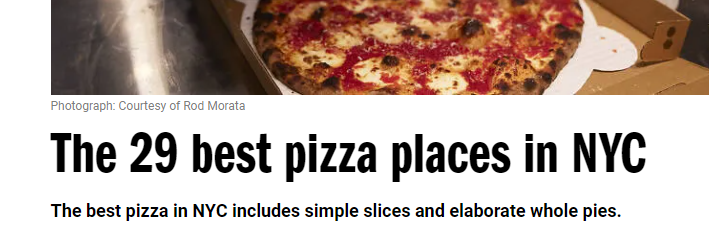 Photograph: Courtesy of Rod Morata
The 29 best pizza places in NYC
The best pizza in NYC includes simple slices and elaborate whole pies.